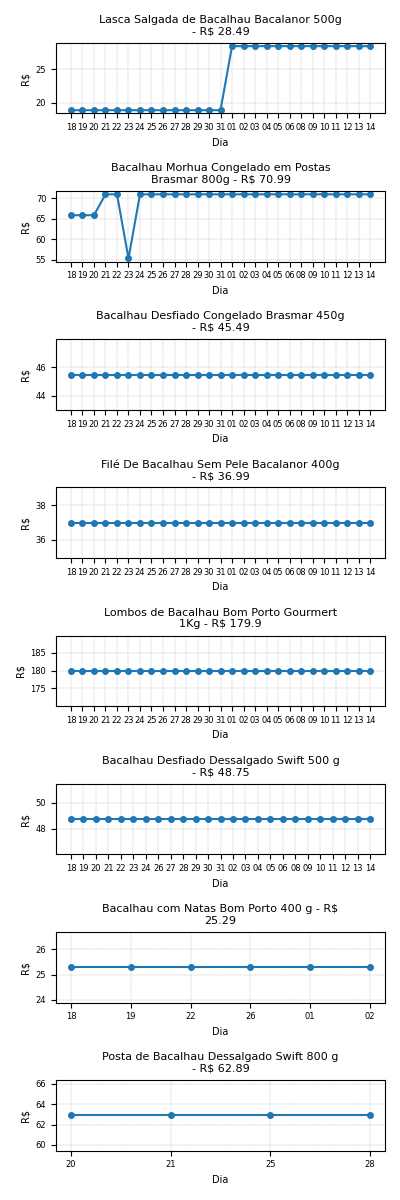 Lasca Salgada de Bacalhau Bacalanor 500g
- R$ 28.49
R$
25
20
18 19 20 21 22 23 24 25 26 27 28 29 30 31 01 02 03 04 05 06 07 08 09 10 11 12 13 14
Dia
Bacalhau Morhua Congelado em Postas
Brasmar 800g - R$ 70.99
R$
70
65
60
55
18 19 20 21 22 23 24 25 26 27 28 29 30 31 01 02 03 04 05 06 07 08 09 10 11 12 13 14
Dia
Bacalhau Desfiado Congelado Brasmar 450g
- R$ 45.49
R$
46
44
18 19 20 21 22 23 24 25 26 27 28 29 30 31 01 02 03 04 05 06 08 09 10 11 12 13 14
Dia
Filé De Bacalhau Sem Pele Bacalanor 400g
- R$ 36.99
R$
38
36
18 19 20 21 22 23 24 25 26 27 28 29 30 31 01 02 03 04 05 06 08 09 10 11 12 13 14
Dia
Lombos de Bacalhau Bom Porto Gourmert
1Kg - R$ 179.9
R$
185
180
175
18 19 20 21 22 23 24 25 26 27 28 29 30 31 01 02 03 04 05 06 08 09 10 11 12 13 14
Dia
Bacalhau Desfiado Dessalgado Swift 500 g
- R$ 48.75
R$
50
48
18 19 20 21 22 23 24 25 26 27 28 29 30 31 02 03 04 05 06 08 09 10 11 12 13 14
Dia
Bacalhau com Natas Bom Porto 400 g - R$
25.29
R$
26
25
24
18 19 22 26 01 02
Dia
Posta de Bacalhau Dessalgado Swift 800 g
- R$ 62.89
R$
66
64
62
60
20 21 25 28
Dia